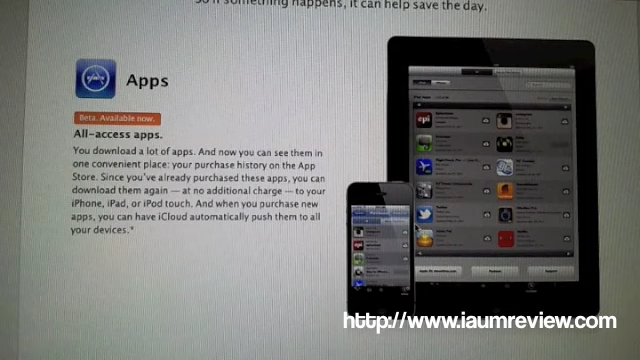 So if something happens, it can help save the day.
Apps
Beta. Available now.
All-access apps.
You download a lot of apps. And now you can see them in
one convenient place: your purchase history on the App
Store. Since you've already purchased these apps, you can
download them again — at no additional charge — to your
iPhone, iPad, or iPod touch. And when you purchase new
apps, you can have iCloud automatically push them to all
your devices.*
epi
Twitter
http://www.iaumreview.com